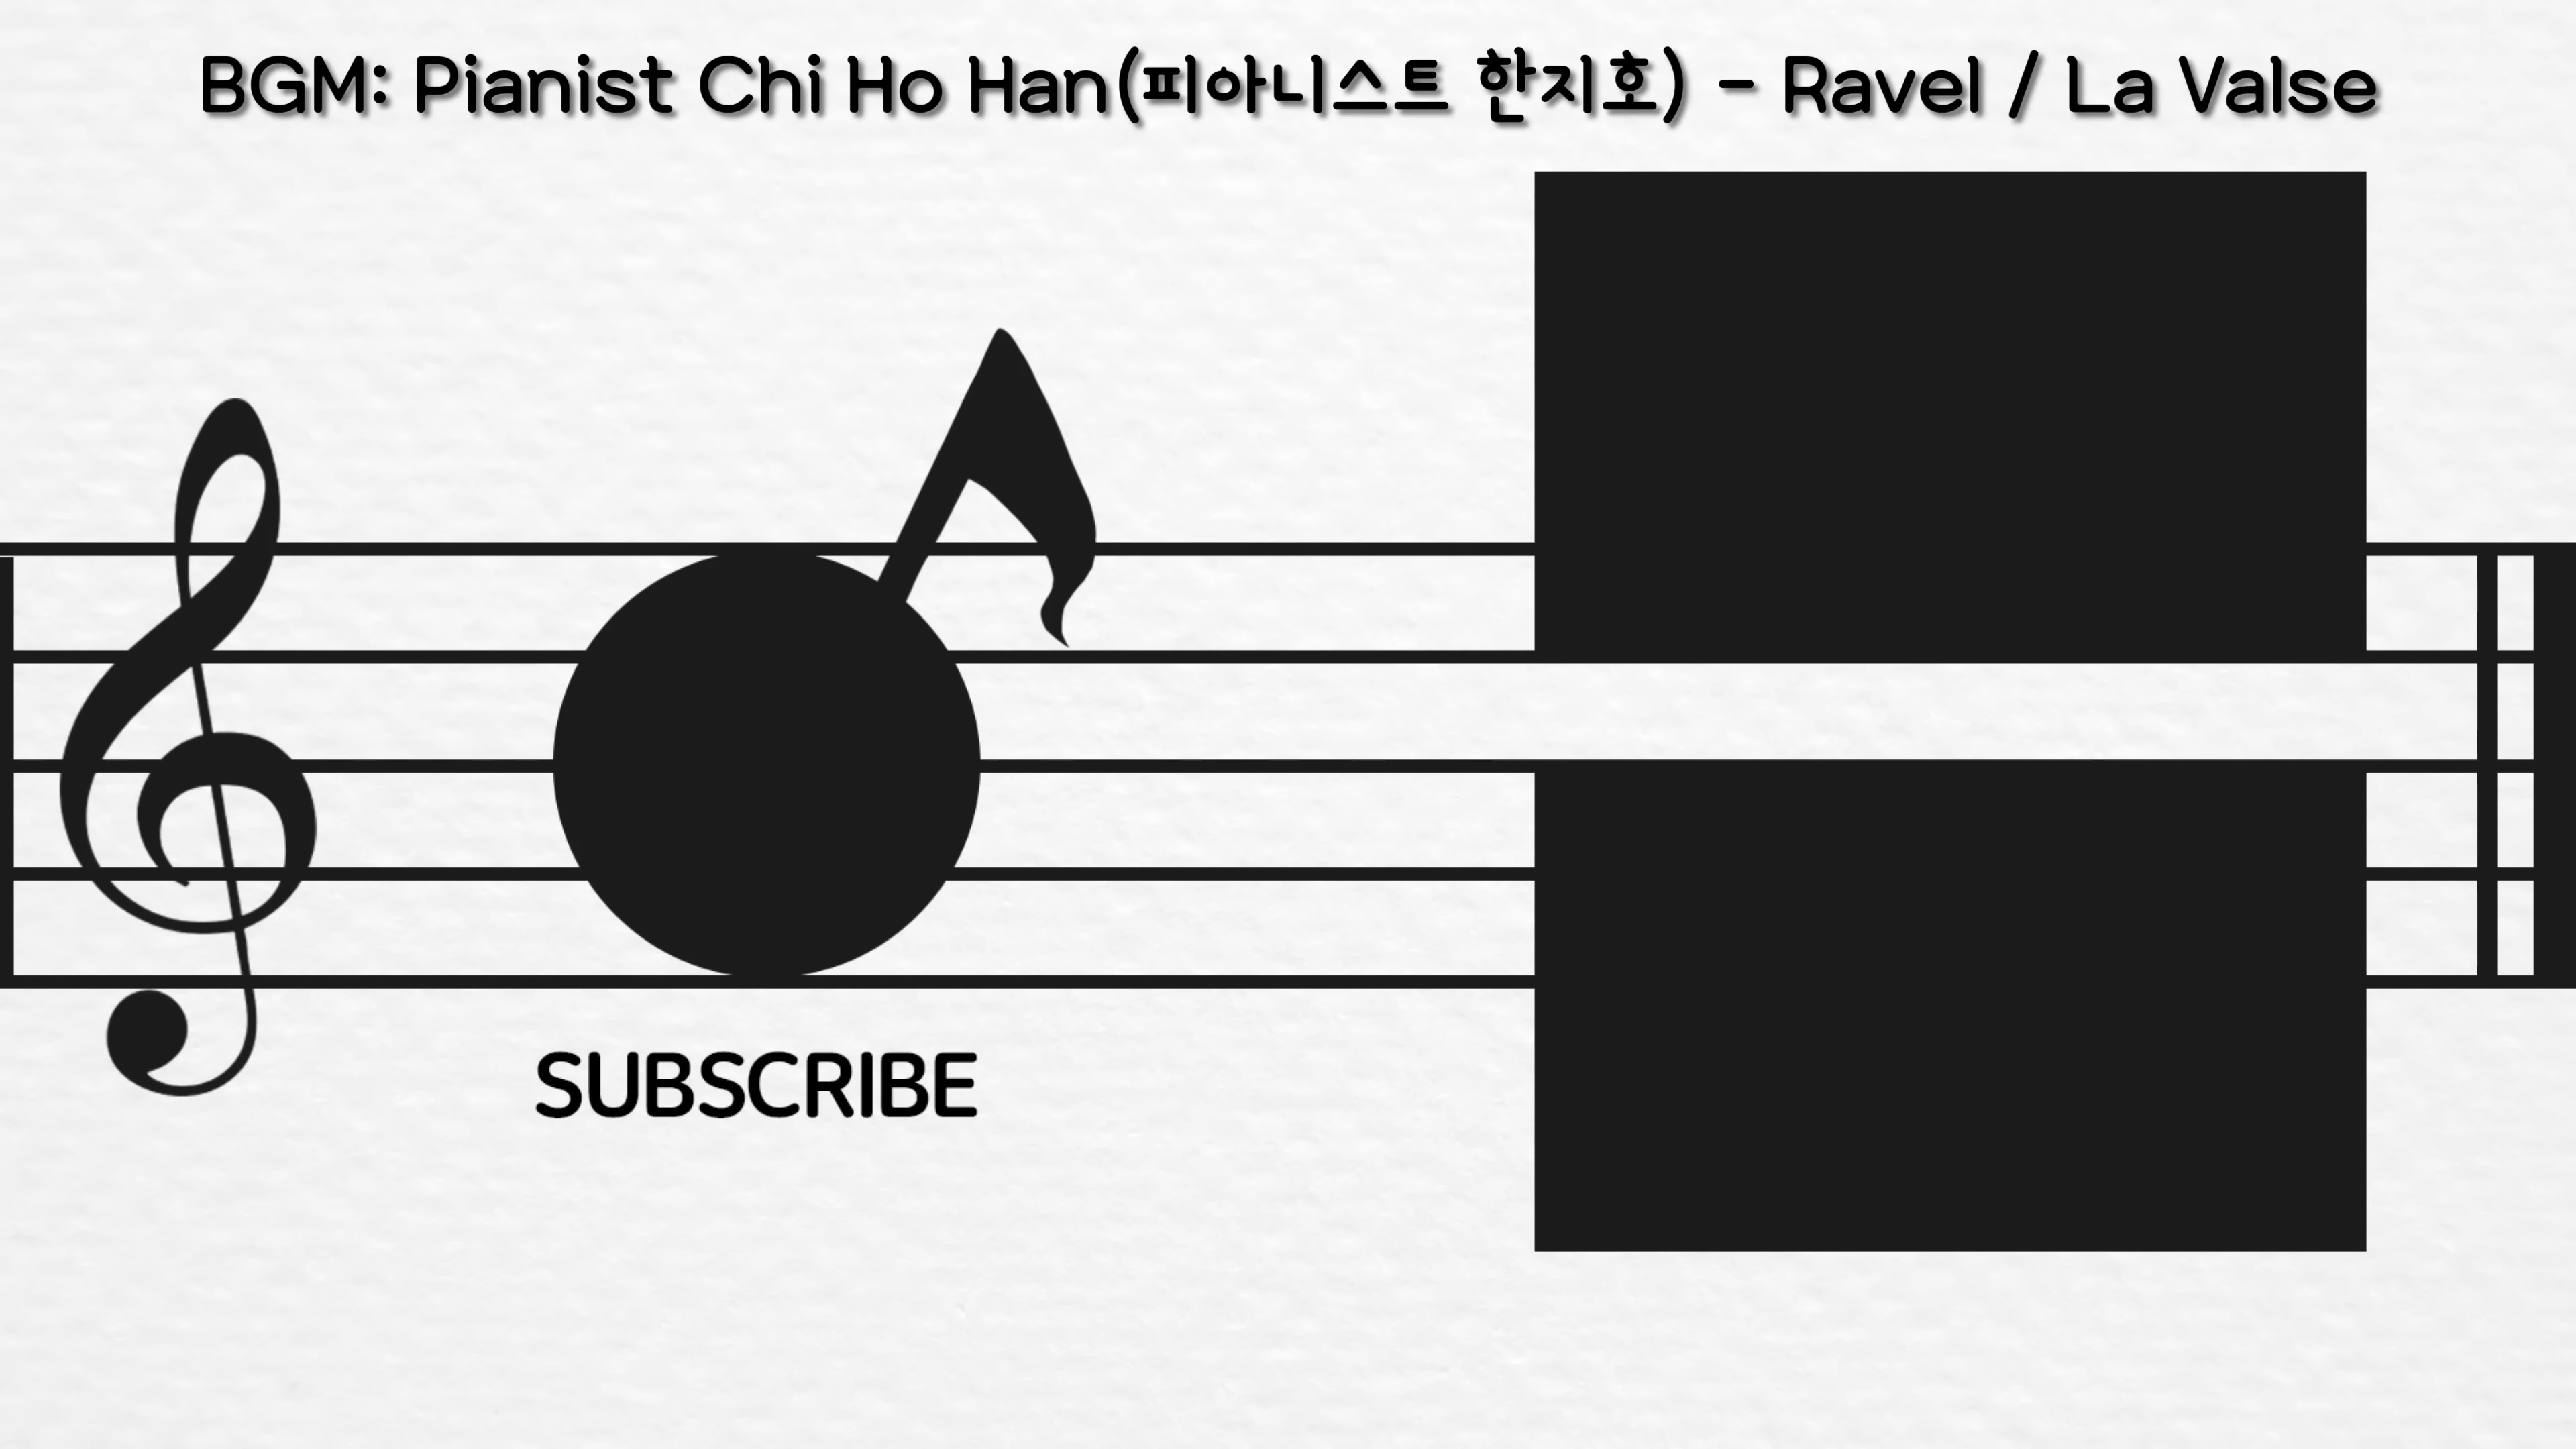 BGM: Pianist Chi Ho Han(피아니스트 한지호) - Ravel / La Valse
SUBSCRIBE